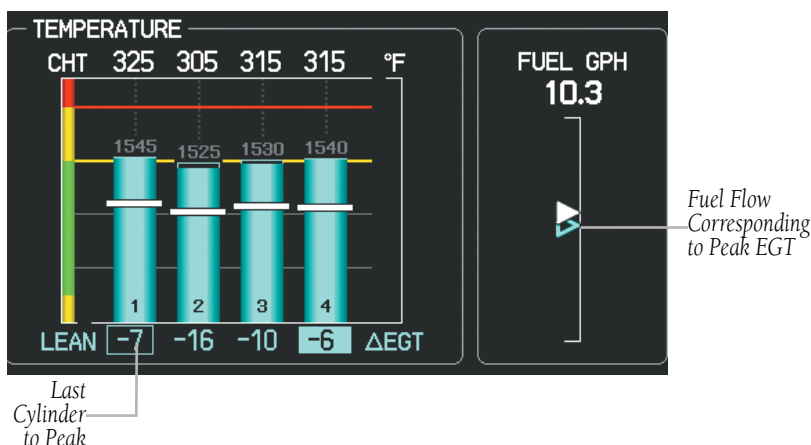 TEMPERATURE
CHT 325 305 315 315 °F
1545 1525 1530 1540
1 2 3 4
LEAN -7 -16 -10 -6 ΔEGT
FUEL GPH
10.3
Fuel Flow
Corresponding
to Peak EGT
Last
Cylinder
to Peak